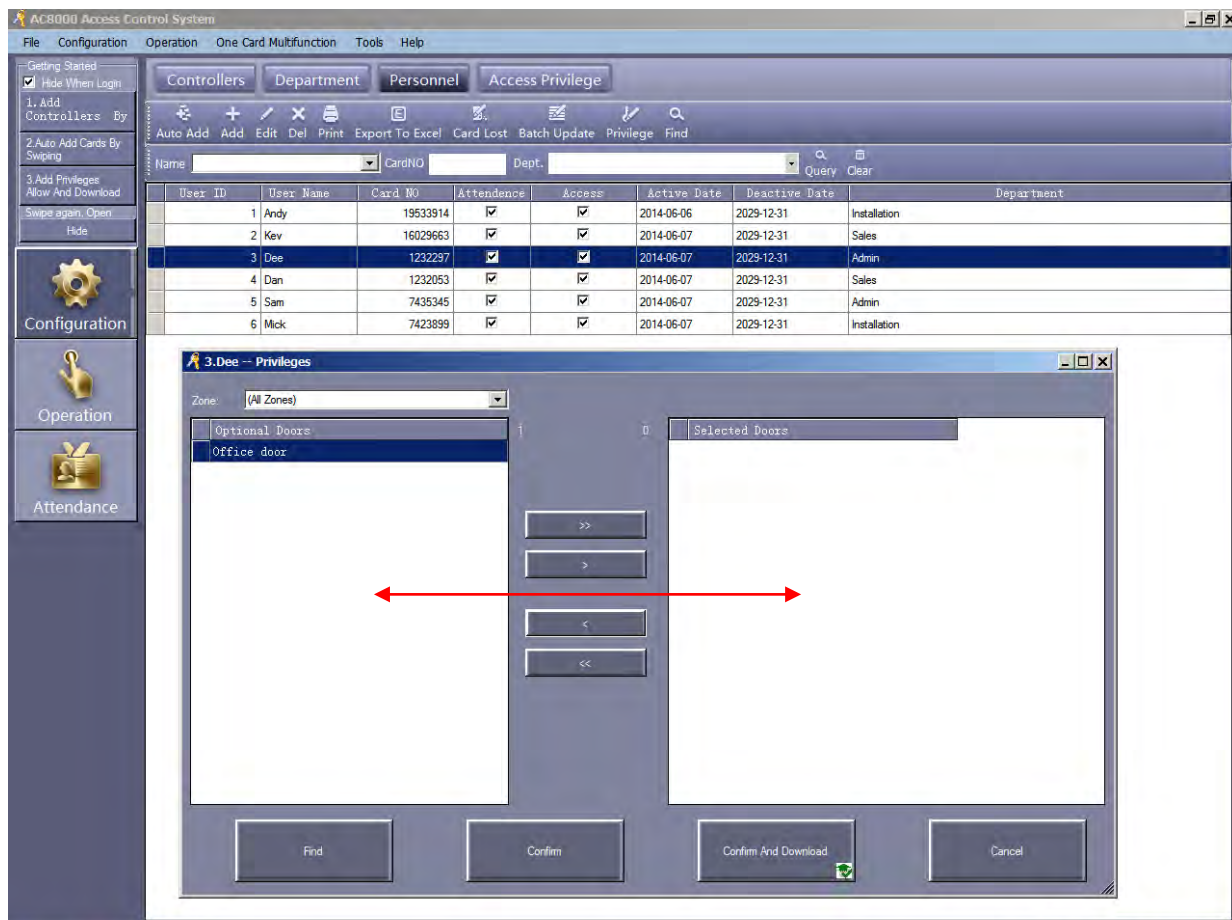 AC8000 Access Control System
File Configuration Operation One Card Multifunction Tools Help
Getting Started
Hide When Login
1. Add
Controllers By
2.Auto Add Cards By
Swiping
3.Add Privileges
Allow And Download
Swipe again, Open
Hide
Configuration
Operation
Attendance
Controllers Department Personnel Access Privilege
Auto Add Add Edit Del Print Export To Excel Card Lost Batch Update Privilege Find
Name CardNO Dept. Query Clear
User ID User Name Card NO Attendence Access Active Date Deactive Date Department
1 Andy 19533914 2014-06-06 2029-12-31 Installation
2 Kev 16029663 2014-06-07 2029-12-31 Sales
3 Dee 1232297 2014-06-07 2029-12-31 Admin
4 Dan 1232053 2014-06-07 2029-12-31 Sales
5 Sam 7435345 2014-06-07 2029-12-31 Admin
6 Mick 7423899 2014-06-07 2029-12-31 Installation
3.Dee -- Privileges
Zone: (All Zones)
Optional Doors 0 Selected Doors
Office door
>>
>
<
<<
Find Confirm Confirm And Download Cancel